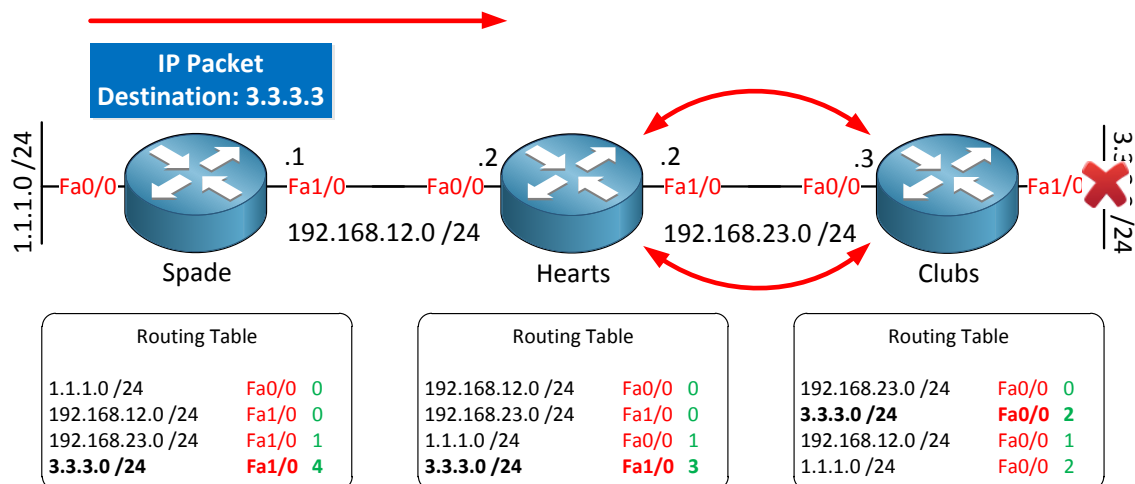 IP Packet
Destination: 3.3.3.3
1.1.1.0 /24
Fa0/0
.1
Fa1/0
192.168.12.0 /24
.2
Fa0/0
.2
Fa1/0
192.168.23.0 /24
.3
Fa0/0
Fa1/0
/24
Spade
Hearts
Clubs
Routing Table
1.1.1.0 /24 Fa0/0 0
192.168.12.0 /24 Fa1/0 0
192.168.23.0 /24 Fa1/0 1
3.3.3.0 /24 Fa1/0 4
Routing Table
192.168.12.0 /24 Fa0/0 0
192.168.23.0 /24 Fa1/0 0
1.1.1.0 /24 Fa0/0 1
3.3.3.0 /24 Fa1/0 3
Routing Table
192.168.23.0 /24 Fa0/0 0
3.3.3.0 /24 Fa0/0 2
192.168.12.0 /24 Fa0/0 1
1.1.1.0 /24 Fa0/0 2